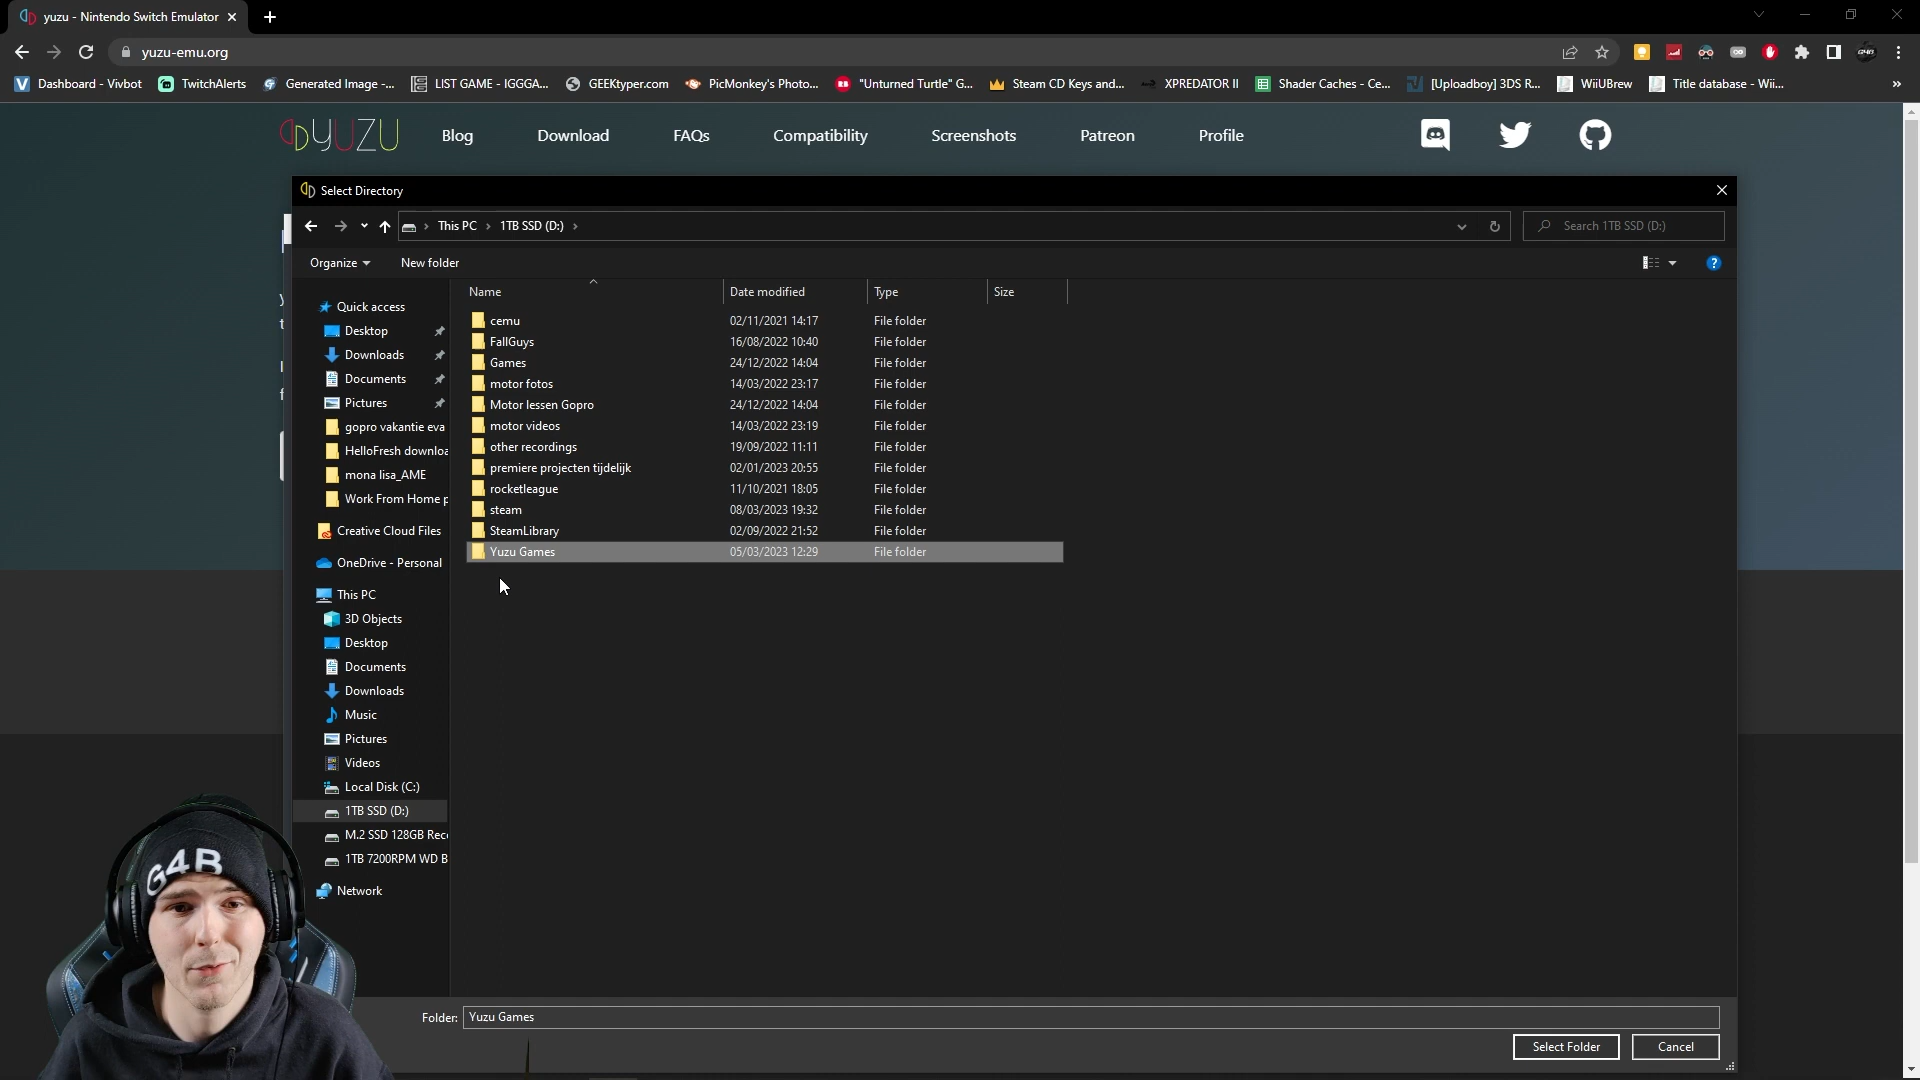 yuzu - Nintendo Switch Emulator
yuzu-emu.org
Dashboard - Vivbot
TwitchAlerts
Generated Image -...
LIST GAME - IGGGA...
GEEKtyper.com
PicMonkey's Photo...
"Unturned Turtle" G...
Steam CD Keys and...
XPREDATOR II
Shader Caches - Ce...
[Uploadboy] 3DS R...
WiiUBrew
Title database - Wii...
YUZU
Blog
Download
FAQs
Compatibility
Screenshots
Patreon
Profile
Select Directory
This PC > 1TB SSD (D:) >
Search 1TB SSD (D:)
Organize
New folder
Name Date modified Type Size
cemu 02/11/2021 14:17 File folder
FallGuys 16/08/2022 10:40 File folder
Games 24/12/2022 14:04 File folder
motor fotos 14/03/2022 23:17 File folder
Motor lessen Gopro 24/12/2022 14:04 File folder
motor videos 14/03/2022 23:19 File folder
other recordings 19/09/2022 11:11 File folder
premiere projecten tijdelijk 02/01/2023 20:55 File folder
rocketleague 11/10/2021 18:05 File folder
steam 08/03/2023 19:32 File folder
SteamLibrary 02/09/2022 21:52 File folder
Yuzu Games 05/03/2023 12:29 File folder
Quick access
Desktop
Downloads
Documents
Pictures
gopro vakantie eva
HelloFresh downloa
mona lisa_AME
Work From Home p
Creative Cloud Files
OneDrive - Personal
This PC
3D Objects
Desktop
Documents
Downloads
Music
Pictures
Videos
Local Disk (C:)
1TB SSD (D:)
M.2 SSD 128GB Rec
1TB 7200RPM WD B
Network
G4B
Folder: Yuzu Games
Select Folder
Cancel